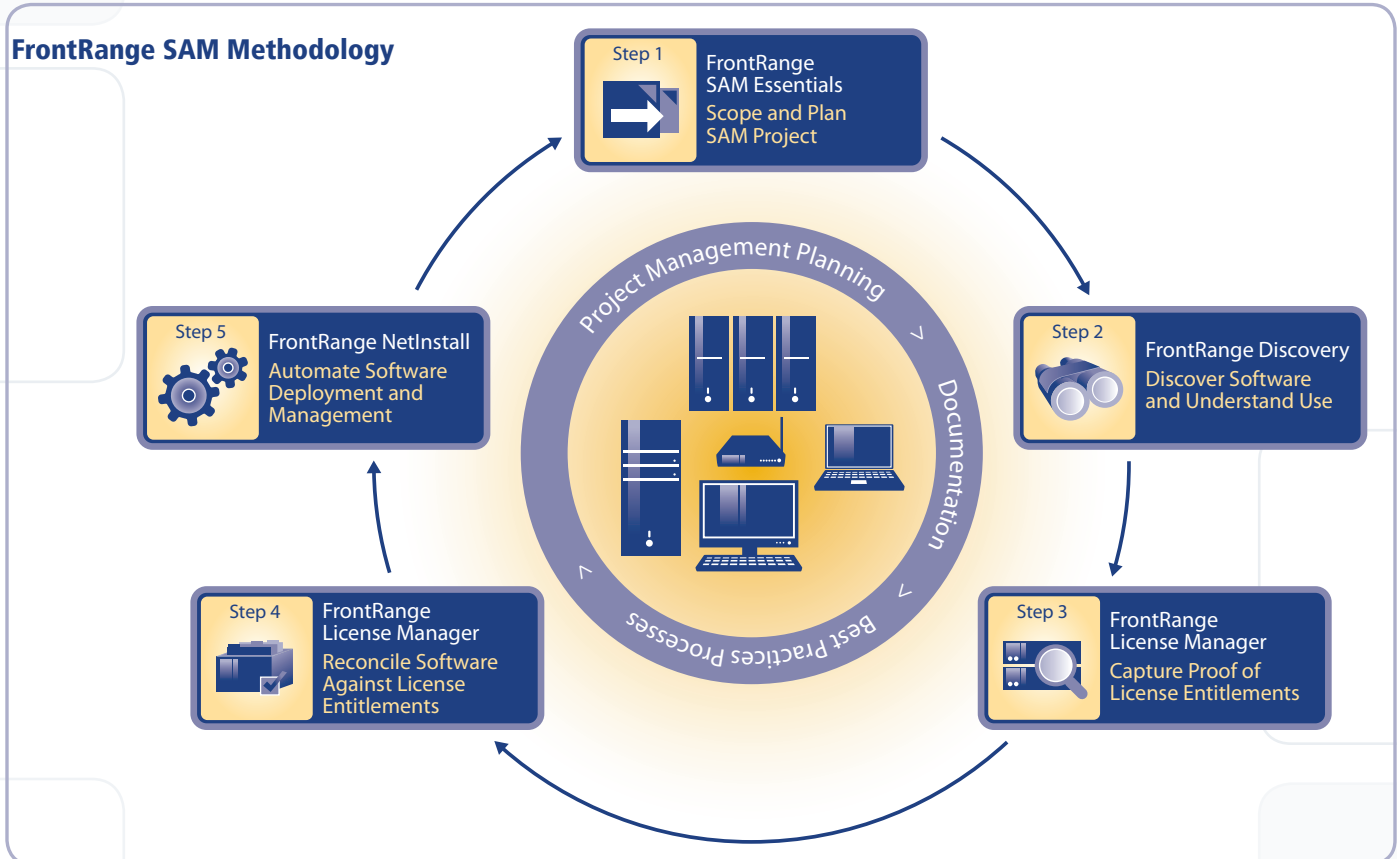 FrontRange SAM Methodology
Step 1
FrontRange
SAM Essentials
Scope and Plan
SAM Project
Step 2
FrontRange Discovery
Discover Software
and Understand Use
Step 3
FrontRange
License Manager
Capture Proof of
License Entitlements
Step 4
FrontRange
License Manager
Reconcile Software
Against License
Entitlements
Step 5
FrontRange NetInstall
Automate Software
Deployment and
Management
Project Management Planning >
Documentation >
Best Practices Processes >